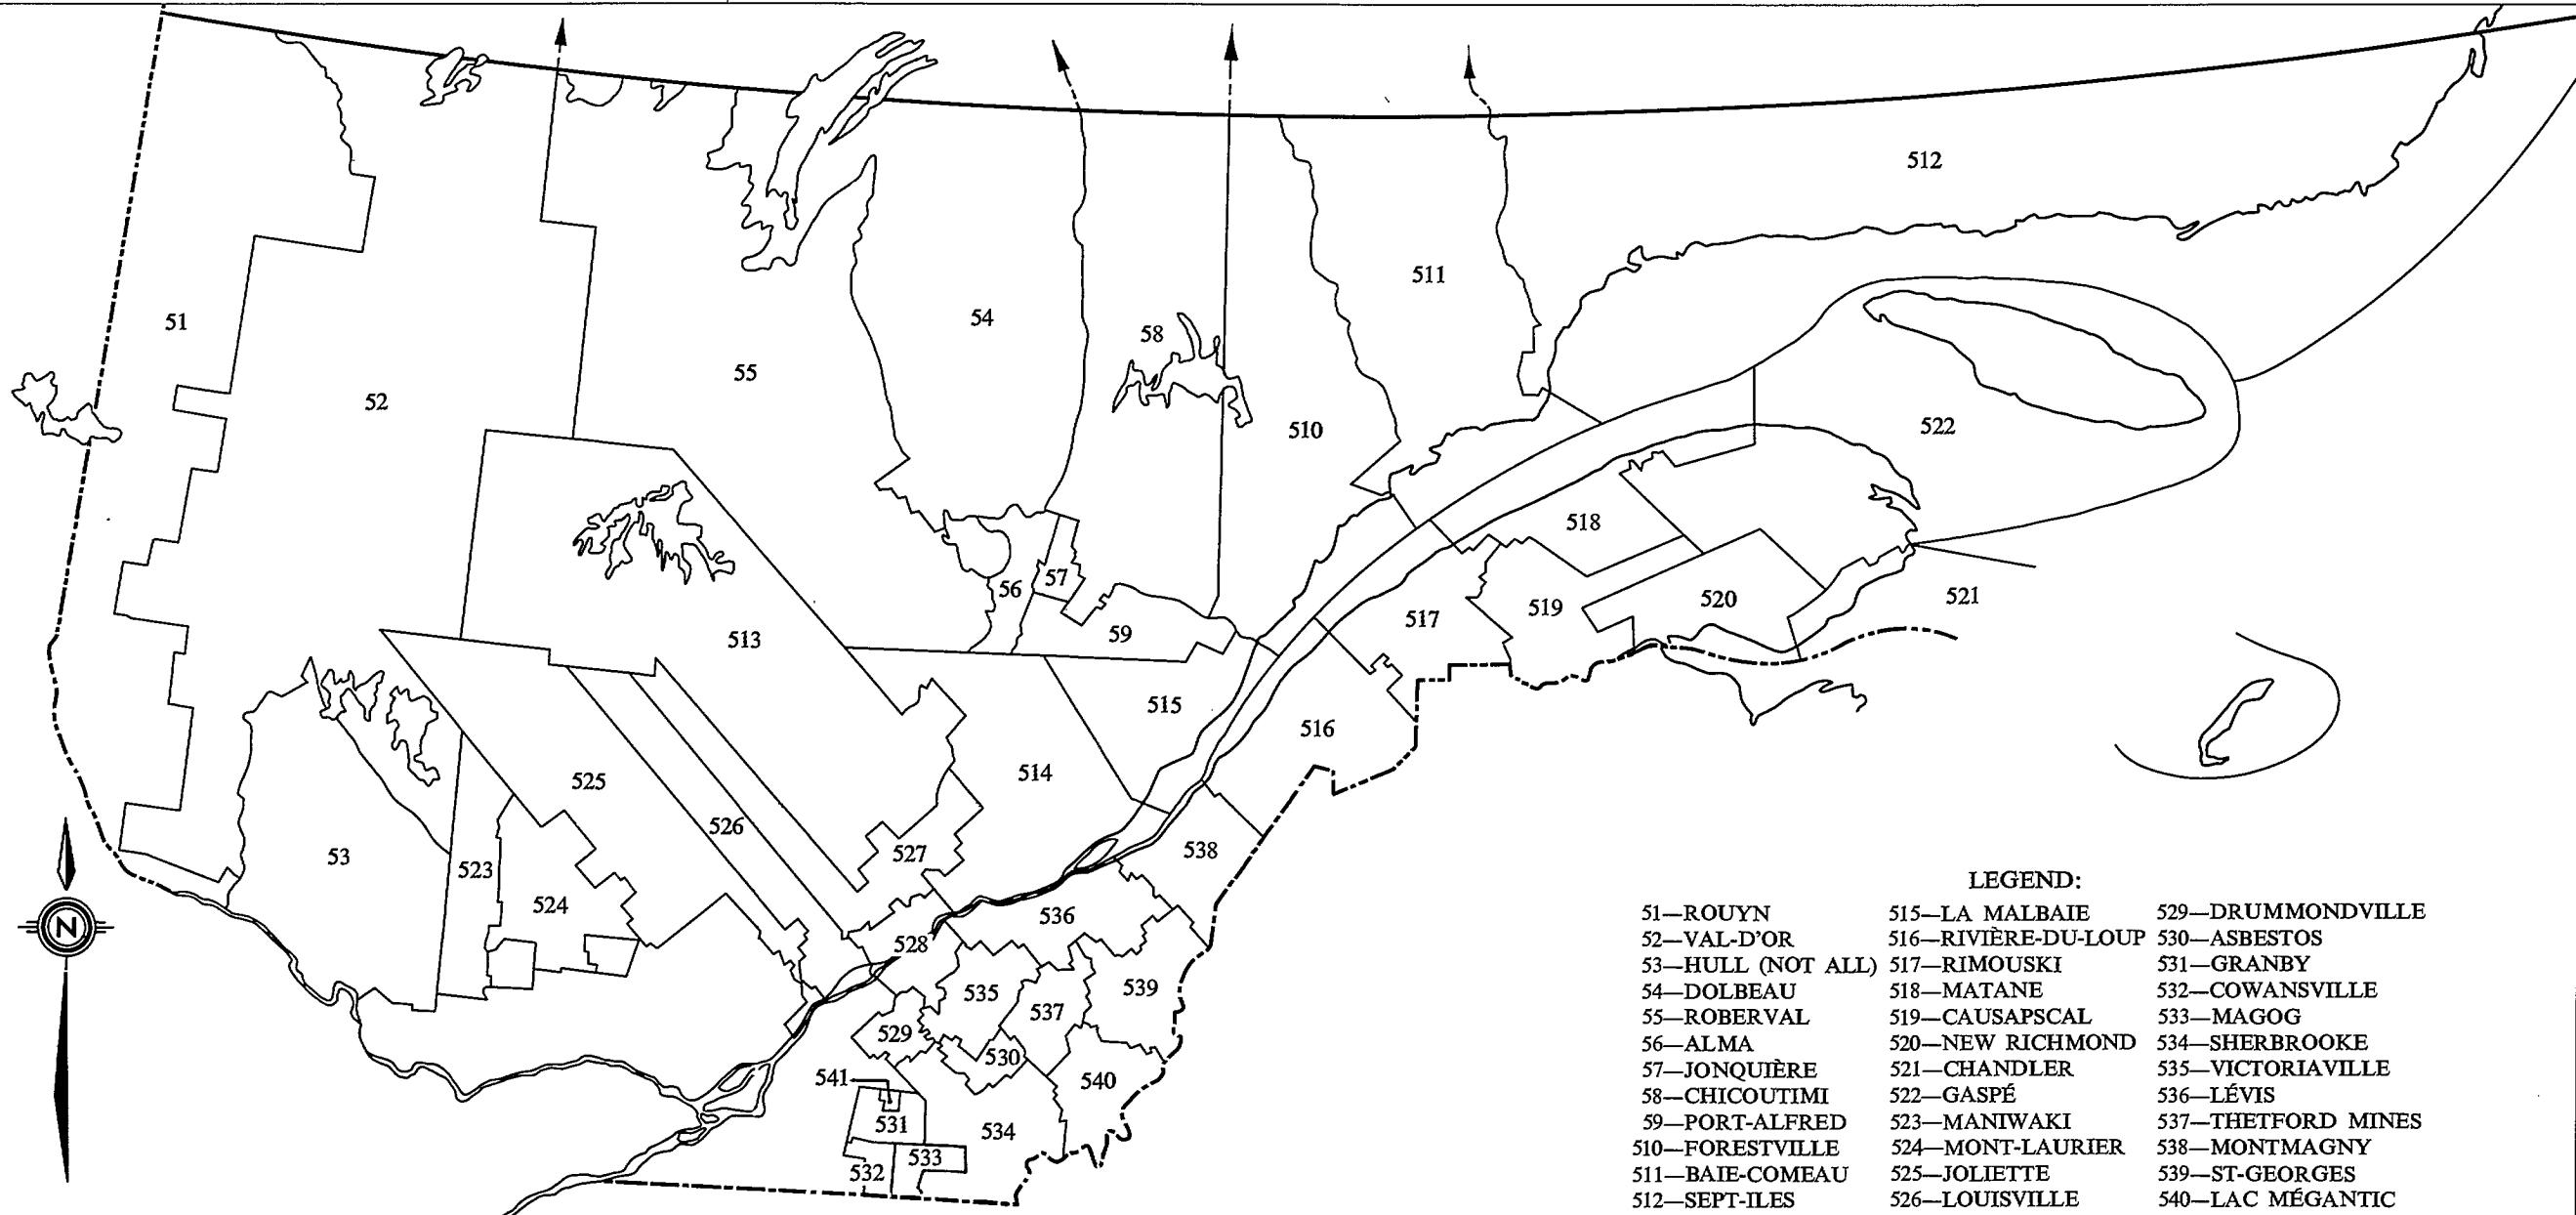 512
511
51
54
58
55
52
522
510
518
57
56
521
520
519
517
59
513
515
516
514
525
526
538
527
53
523
524
536
528
N
535
539
537
529
530
541
540
531
534
533
532
LEGEND:
51—ROUYN
52—VAL-D'OR
53—HULL (NOT ALL)
54—DOLBEAU
55—ROBERVAL
56—ALMA
57—JONQUIÈRE
58—CHICOUTIMI
59—PORT-ALFRED
510—FORESTVILLE
511—BAIE-COMEAU
512—SEPT-ILES
515—LA MALBAIE
516—RIVIÈRE-DU-LOUP
517—RIMOUSKI
518—MATANE
519—CAUSAPSCAL
520—NEW RICHMOND
521—CHANDLER
522—GASPÉ
523—MANIWAKI
524—MONT-LAURIER
525—JOLIETTE
526—LOUISVILLE
529—DRUMMONDVILLE
530—ASBESTOS
531—GRANBY
532—COWANSVILLE
533—MAGOG
534—SHERBROOKE
535—VICTORIAVILLE
536—LÉVIS
537—THETFORD MINES
538—MONTMAGNY
539—ST-GEORGES
540—LAC MÉGANTIC